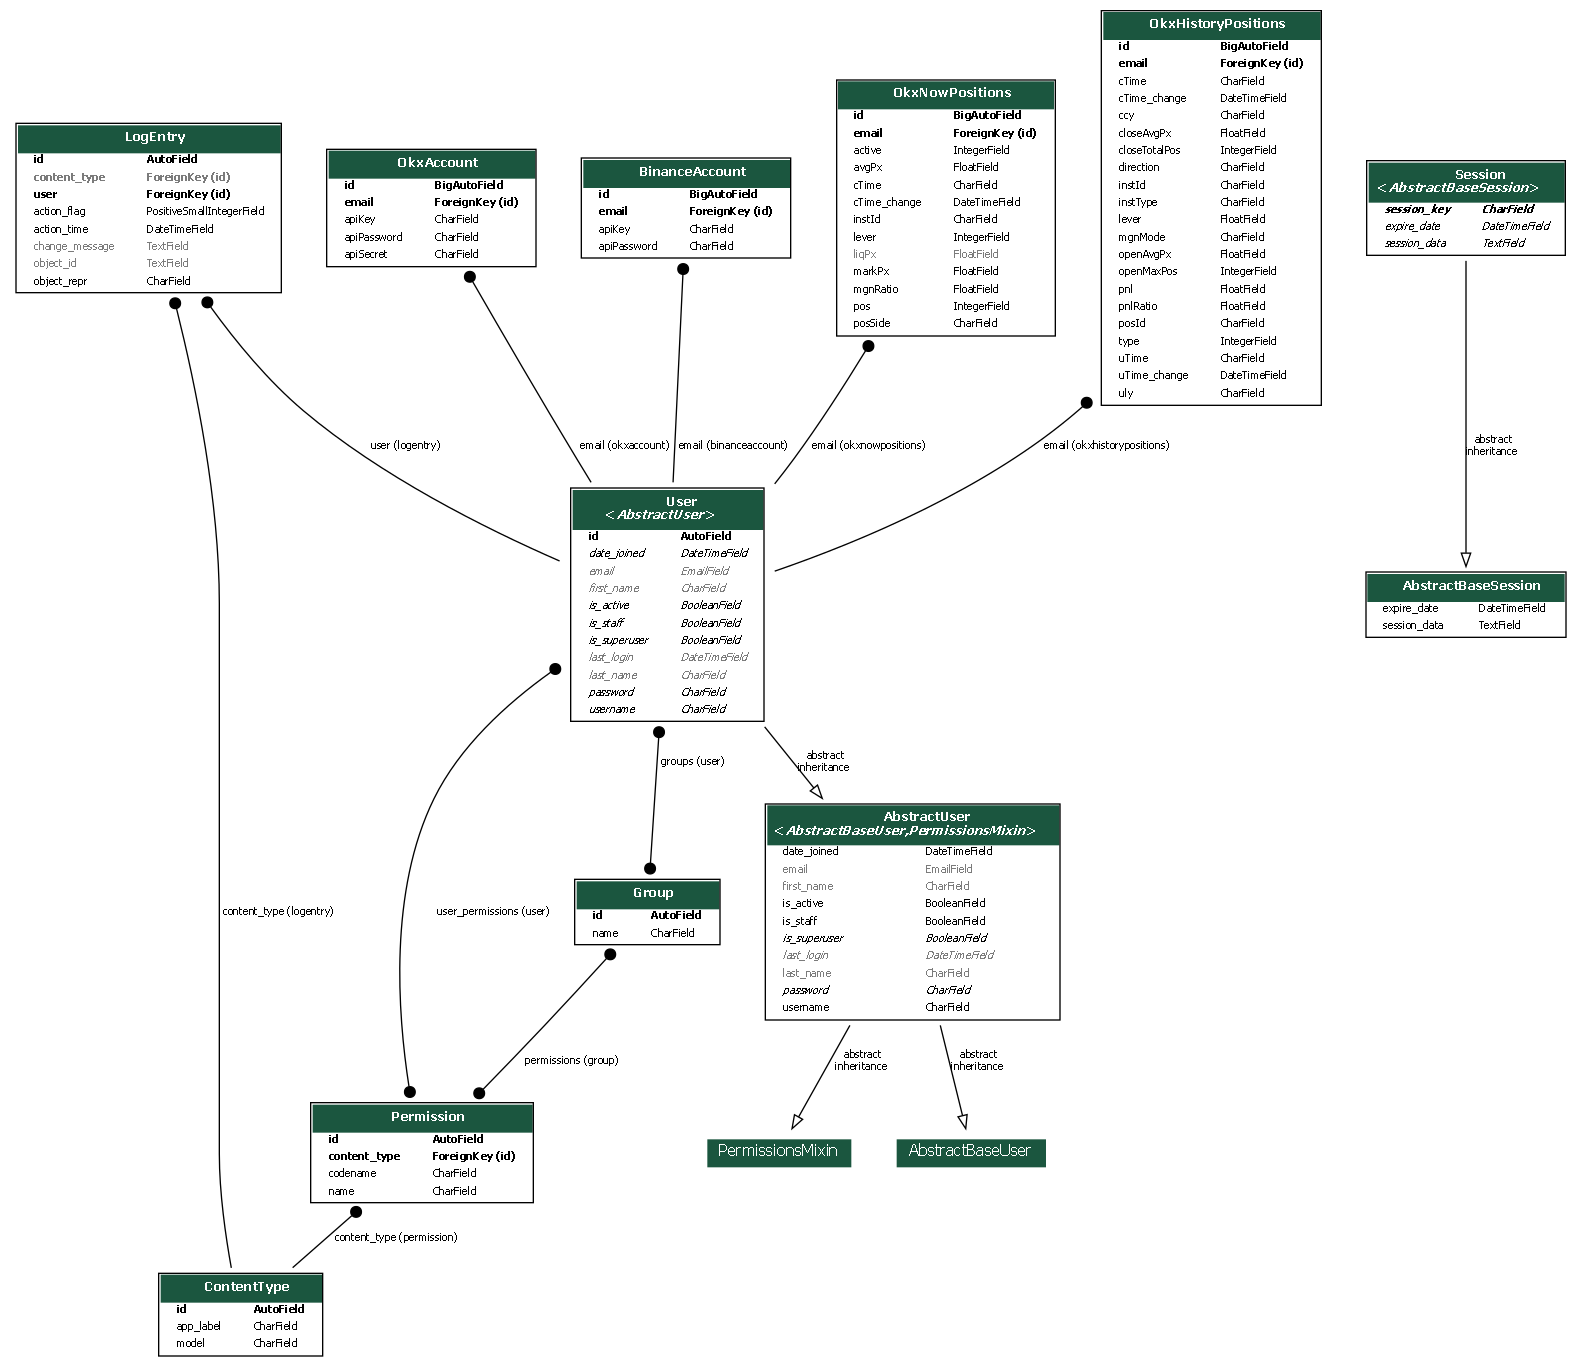 OkxHistoryPositions
id BigAutoField
email ForeignKey (id)
cTime CharField
cTime_change DateTimeField
ccy CharField
closeAvgPx FloatField
closeTotalPos IntegerField
direction CharField
instId CharField
instType CharField
lever FloatField
mgnMode CharField
openAvgPx FloatField
openMaxPos IntegerField
pnl FloatField
pnlRatio FloatField
posId CharField
type IntegerField
uTime CharField
uTime_change DateTimeField
uly CharField
OkxNowPositions
id BigAutoField
email ForeignKey (id)
active IntegerField
avgPx FloatField
cTime CharField
cTime_change DateTimeField
instId CharField
lever IntegerField
liqPx FloatField
markPx FloatField
mgnRatio FloatField
pos IntegerField
posSide CharField
LogEntry
id AutoField
content_type ForeignKey (id)
user ForeignKey (id)
action_flag PositiveSmallIntegerField
action_time DateTimeField
change_message TextField
object_id TextField
object_repr CharField
OkxAccount
id BigAutoField
email ForeignKey (id)
apiKey CharField
apiPassword CharField
apiSecret CharField
BinanceAccount
id BigAutoField
email ForeignKey (id)
apiKey CharField
apiPassword CharField
Session
<AbstractBaseSession>
session_key CharField
expire_date DateTimeField
session_data TextField
user (logentry)
email (okxaccount)
email (binanceaccount)
email (okxnowpositions)
email (okxhistorypositions)
abstract
inheritance
User
<AbstractUser>
id AutoField
date_joined DateTimeField
email EmailField
first_name CharField
is_active BooleanField
is_staff BooleanField
is_superuser BooleanField
last_login DateTimeField
last_name CharField
password CharField
username CharField
AbstractBaseSession
expire_date DateTimeField
session_data TextField
groups (user)
abstract
inheritance
AbstractUser
<AbstractBaseUser,PermissionsMixin>
date_joined DateTimeField
email EmailField
first_name CharField
is_active BooleanField
is_staff BooleanField
is_superuser BooleanField
last_login DateTimeField
last_name CharField
password CharField
username CharField
Group
id AutoField
name CharField
content_type (logentry)
user_permissions (user)
permissions (group)
abstract
inheritance
abstract
inheritance
Permission
id AutoField
content_type ForeignKey (id)
codename CharField
name CharField
PermissionsMixin
AbstractBaseUser
content_type (permission)
ContentType
id AutoField
app_label CharField
model CharField